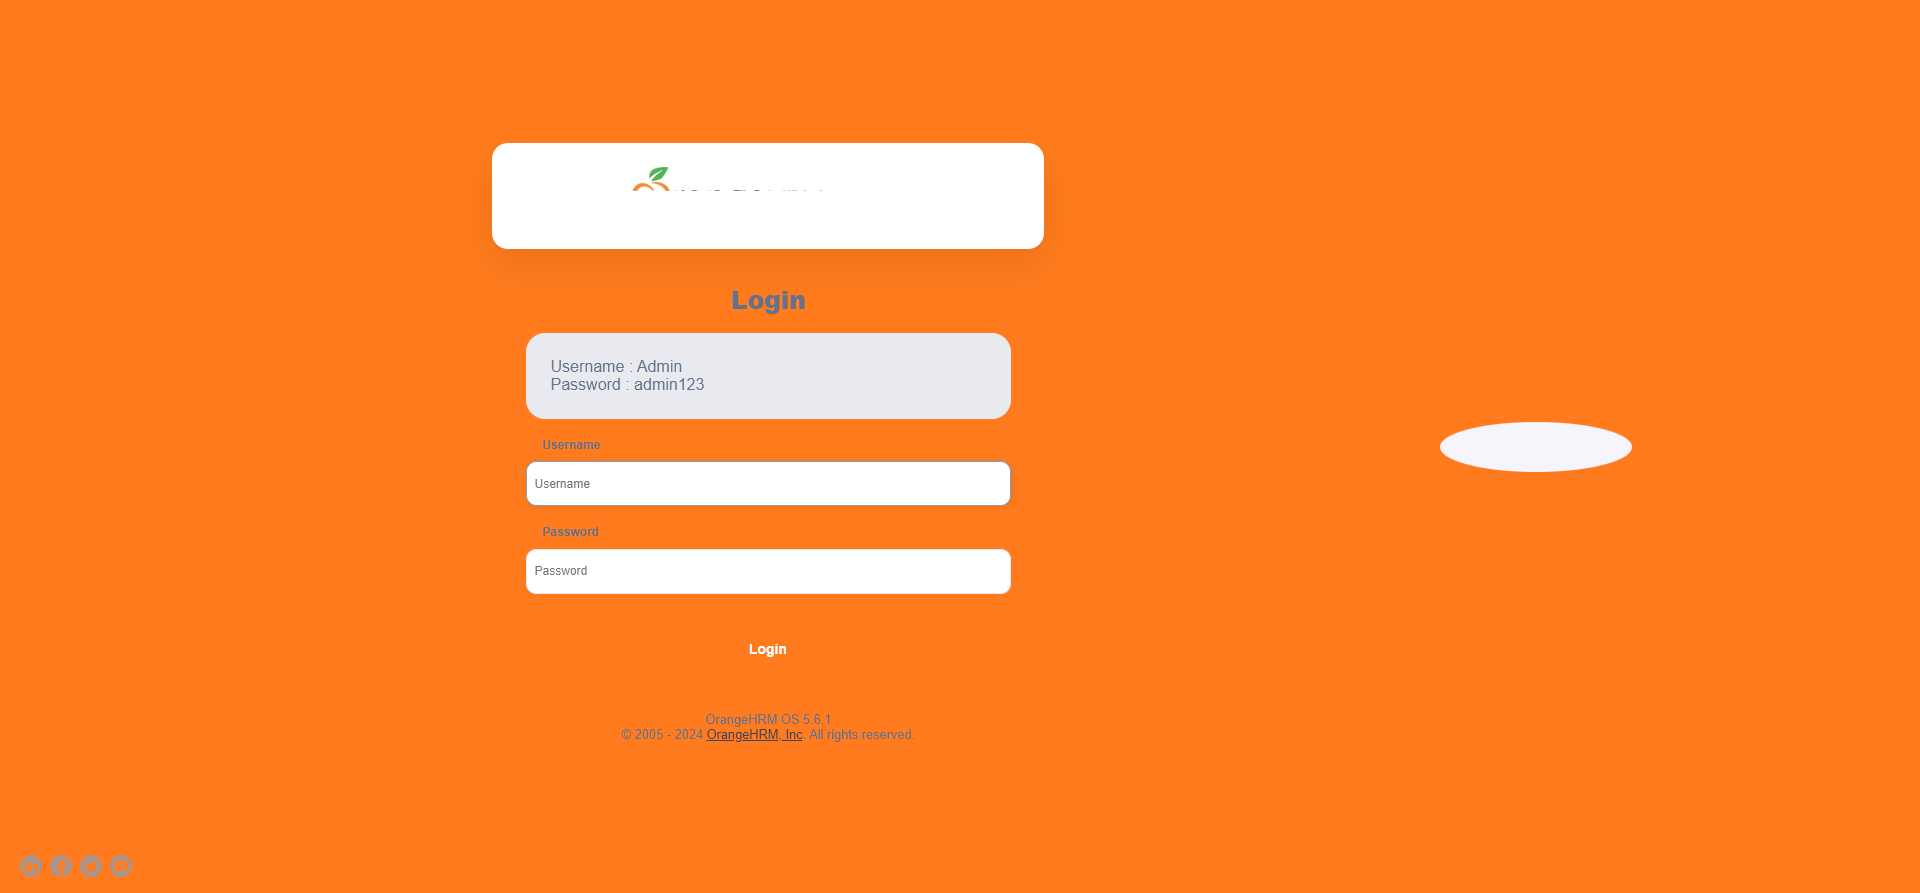 Login
Username : Admin
Password : admin123
Username
Username
Password
Password
Login
OrangeHRM OS 5.6.1
© 2005 - 2024 OrangeHRM, Inc. All rights reserved.